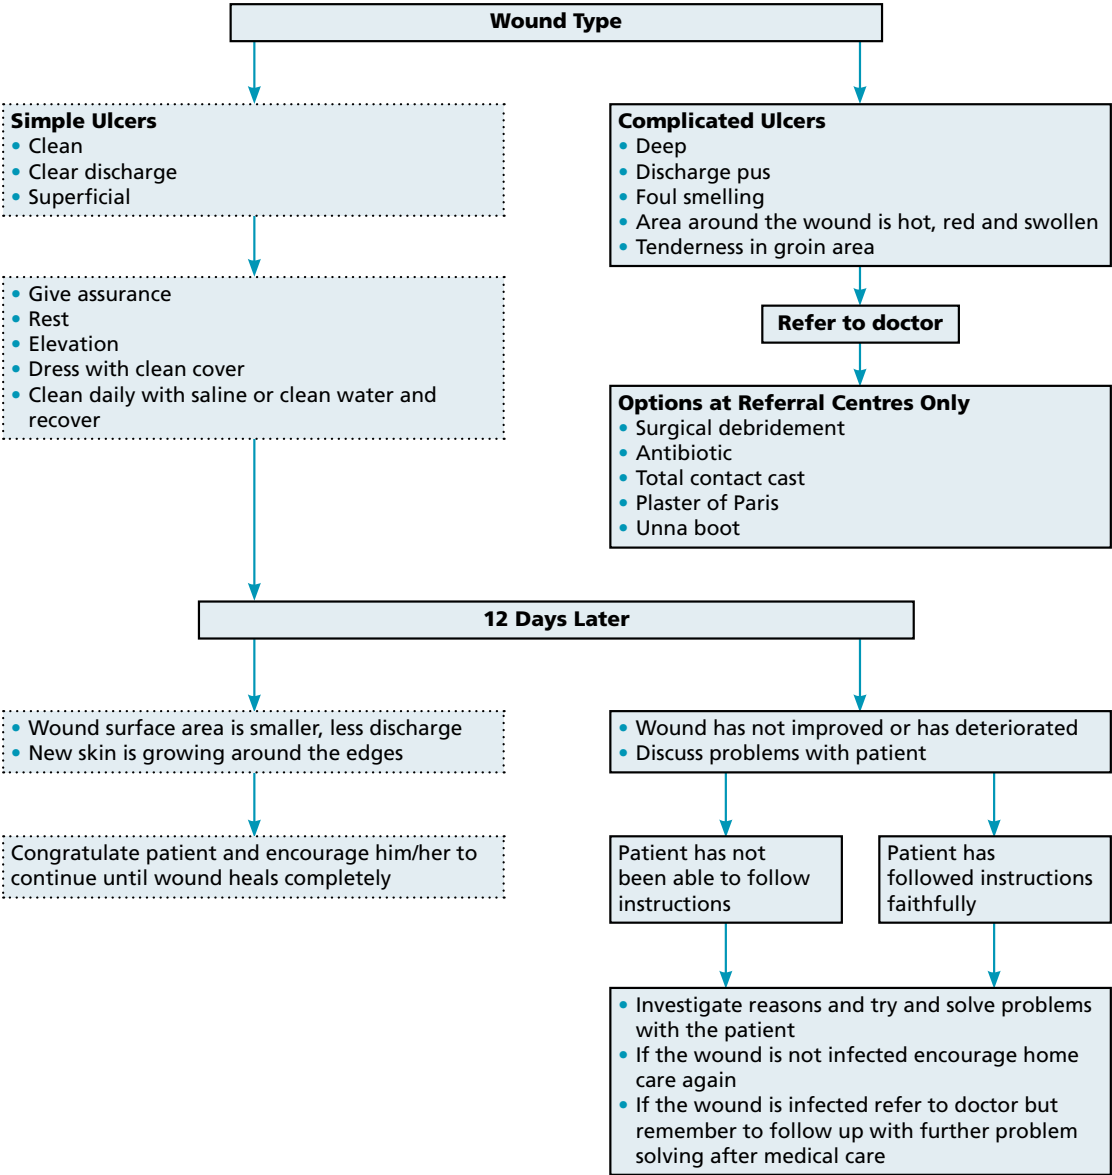 Wound Type
Simple Ulcers
• Clean
• Clear discharge
• Superficial
Complicated Ulcers
• Deep
• Discharge pus
• Foul smelling
• Area around the wound is hot, red and swollen
• Tenderness in groin area
• Give assurance
• Rest
• Elevation
• Dress with clean cover
• Clean daily with saline or clean water and
recover
Refer to doctor
Options at Referral Centres Only
• Surgical debridement
• Antibiotic
• Total contact cast
• Plaster of Paris
• Unna boot
12 Days Later
• Wound surface area is smaller, less discharge
• New skin is growing around the edges
• Wound has not improved or has deteriorated
• Discuss problems with patient
Congratulate patient and encourage him/her to
continue until wound heals completely
Patient has not
been able to follow
instructions
Patient has
followed instructions
faithfully
• Investigate reasons and try and solve problems
with the patient
• If the wound is not infected encourage home
care again
• If the wound is infected refer to doctor but
remember to follow up with further problem
solving after medical care